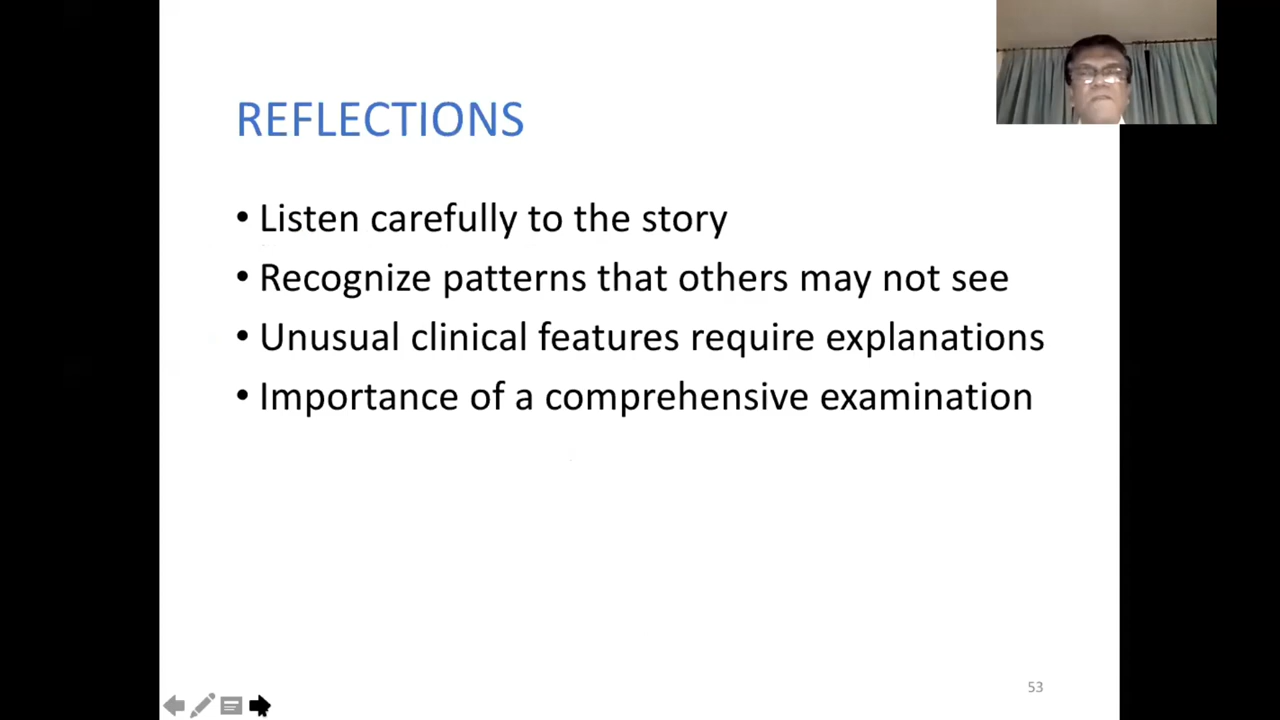 REFLECTIONS
• Listen carefully to the story
• Recognize patterns that others may not see
• Unusual clinical features require explanations
• Importance of a comprehensive examination
53